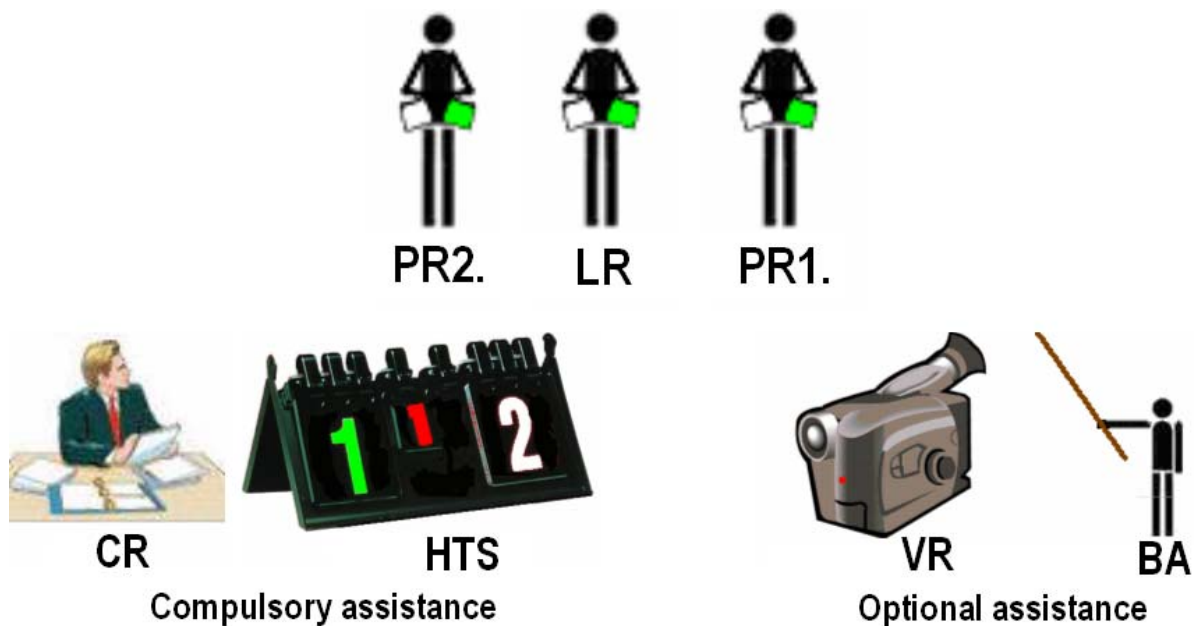 PR2. LR PR1.
1 1 2
CR HTS VR BA
Compulsory assistance Optional assistance